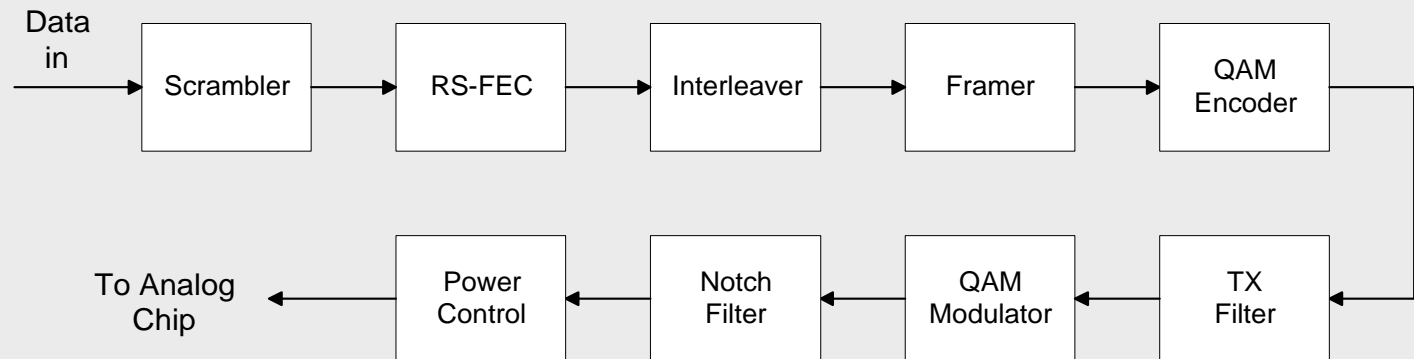 Data
in
Scrambler
RS-FEC
Interleaver
Framer
QAM
Encoder
To Analog
Chip
Power
Control
Notch
Filter
QAM
Modulator
TX
Filter